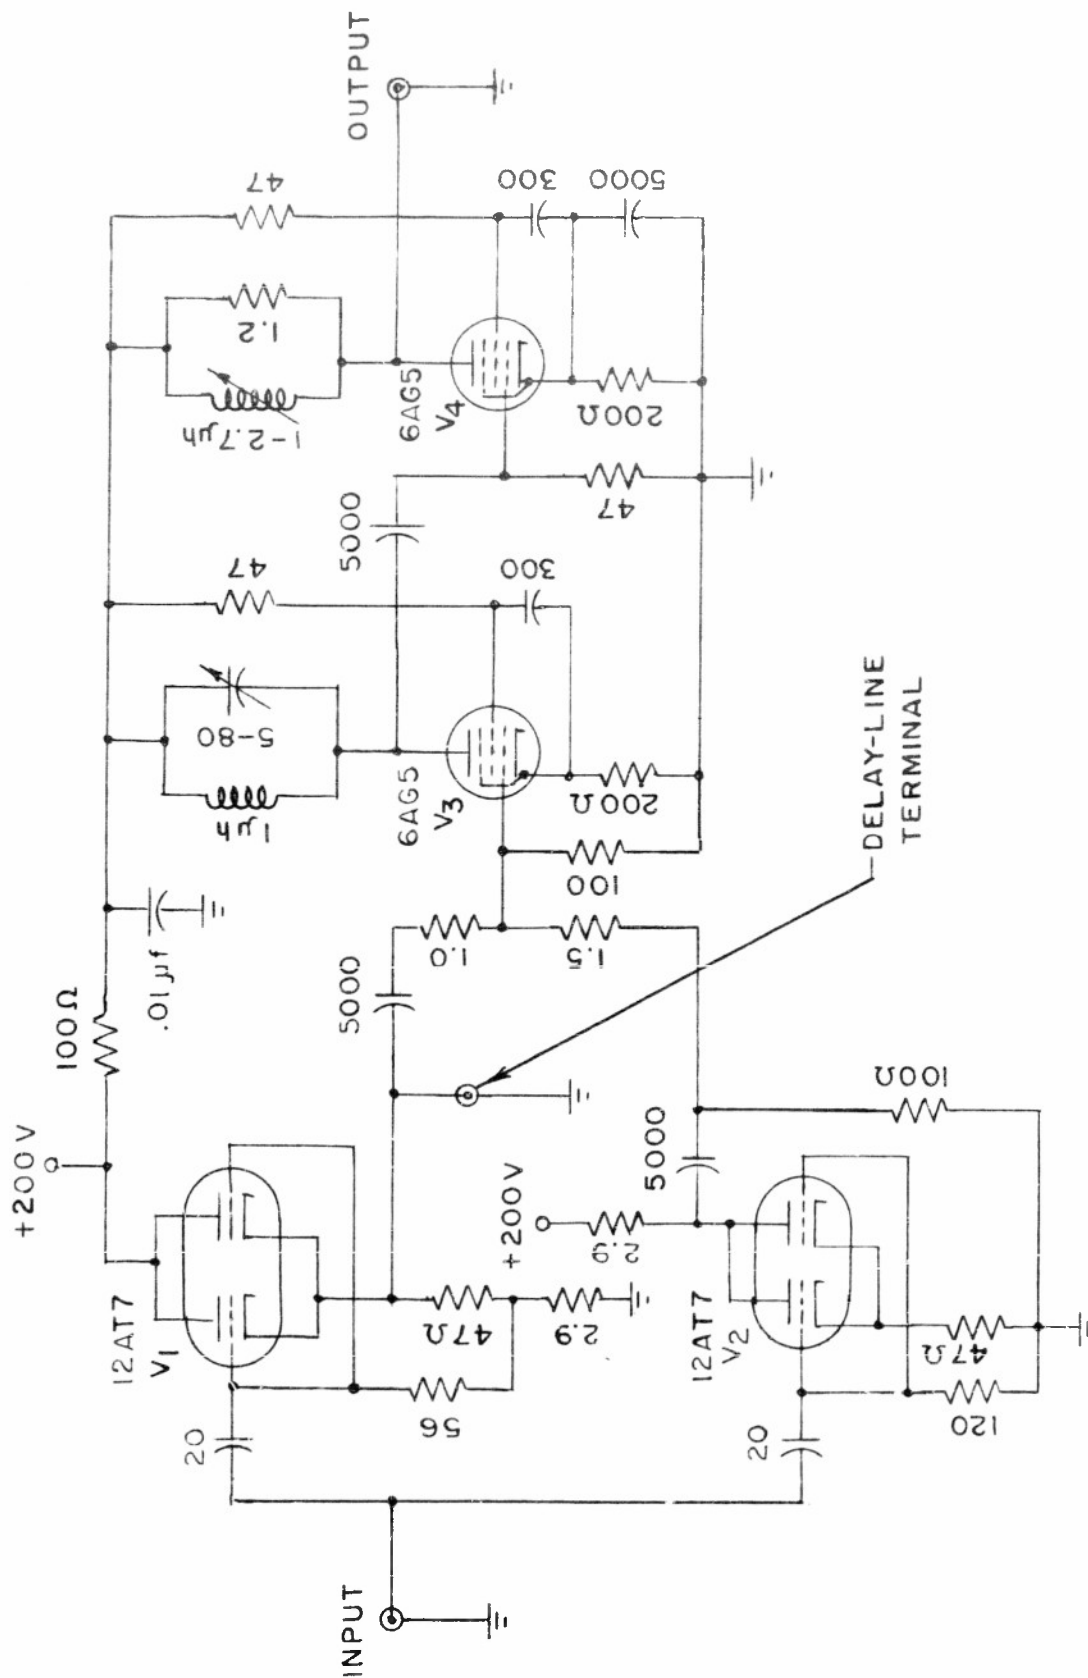 INPUT
OUTPUT
+200V
100Ω
.01µf
12AT7
V1
20
56
47Ω
2.9
5000
1.0
1.5
100
1µh
5-80
47
6AG5
V3
300
200Ω
5000
1-2.7µh
1.2
47
6AG5
V4
300
5000
200Ω
47
+200V
2.9
5000
12AT7
V2
20
120
47Ω
100Ω
DELAY-LINE
TERMINAL